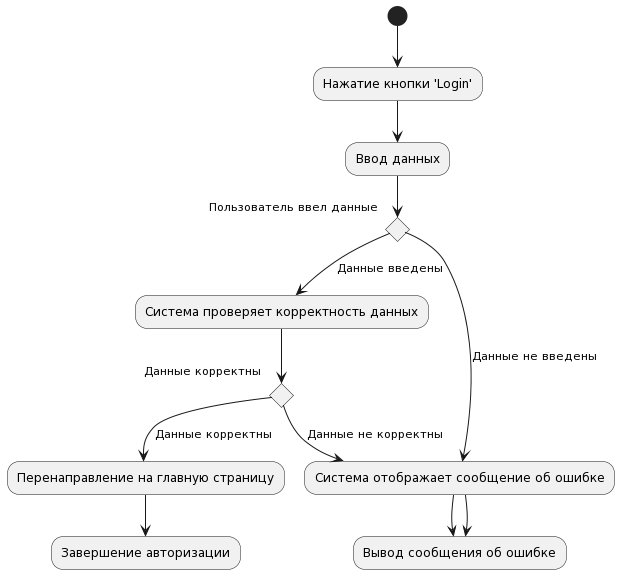 Нажатие кнопки 'Login'
Ввод данных
Пользователь ввел данные
Данные введены
Система проверяет корректность данных
Данные не введены
Данные корректны
Данные корректны
Данные не корректны
Перенаправление на главную страницу
Система отображает сообщение об ошибке
Завершение авторизации
Вывод сообщения об ошибке